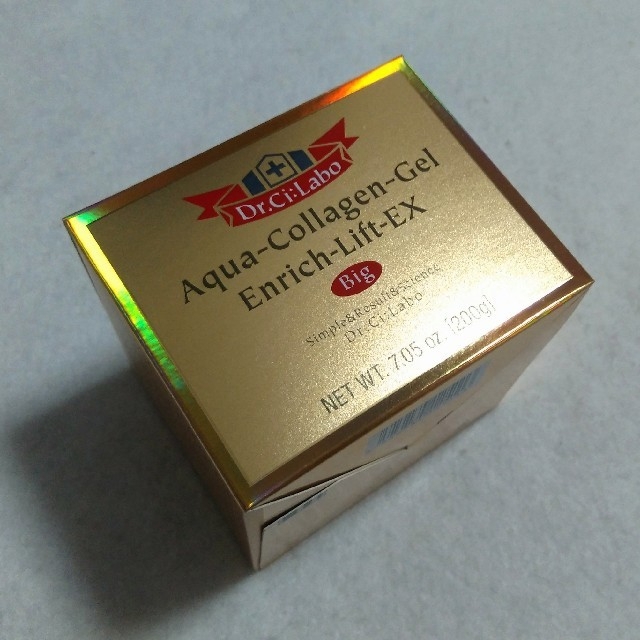 Dr.Ci:Labo
Aqua-Collagen-Gel
Enrich-Lift-EX
Big
Simple&Result&Science
Dr.Ci:Labo
NET WT. 7.05 oz. (200g)